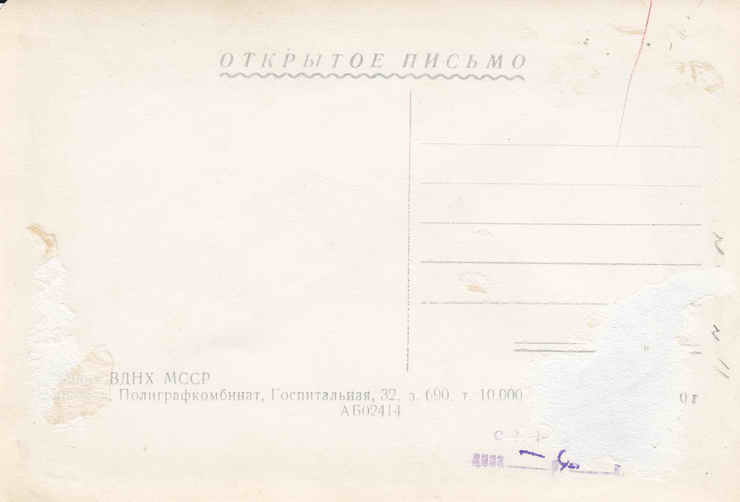 ОТКРЫТОЕ ПИСЬМО
ВДНХ МССР
Полиграфкомбинат, Госпитальная, 32, з. 690, т. 10.000
АБ02414